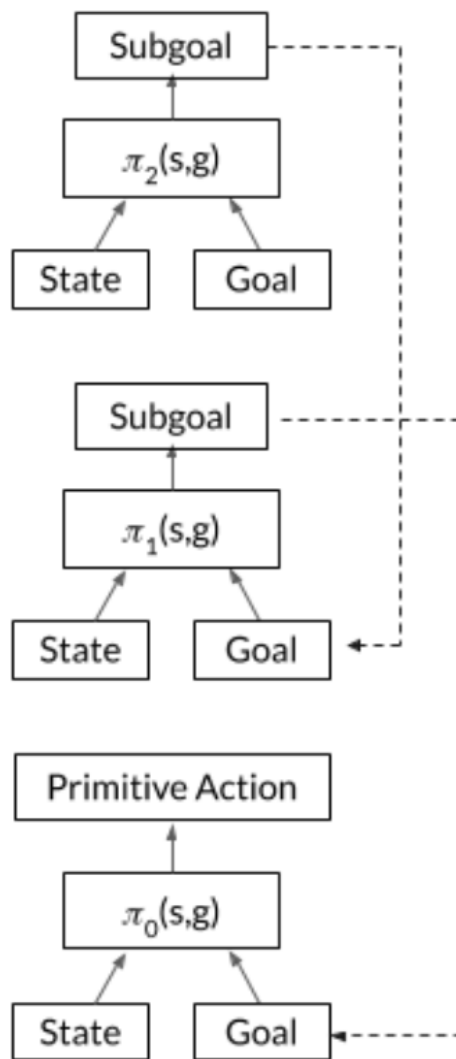 Subgoal
π₂(s,g)
State Goal
Subgoal
π₁(s,g)
State Goal
Primitive Action
π₀(s,g)
State Goal